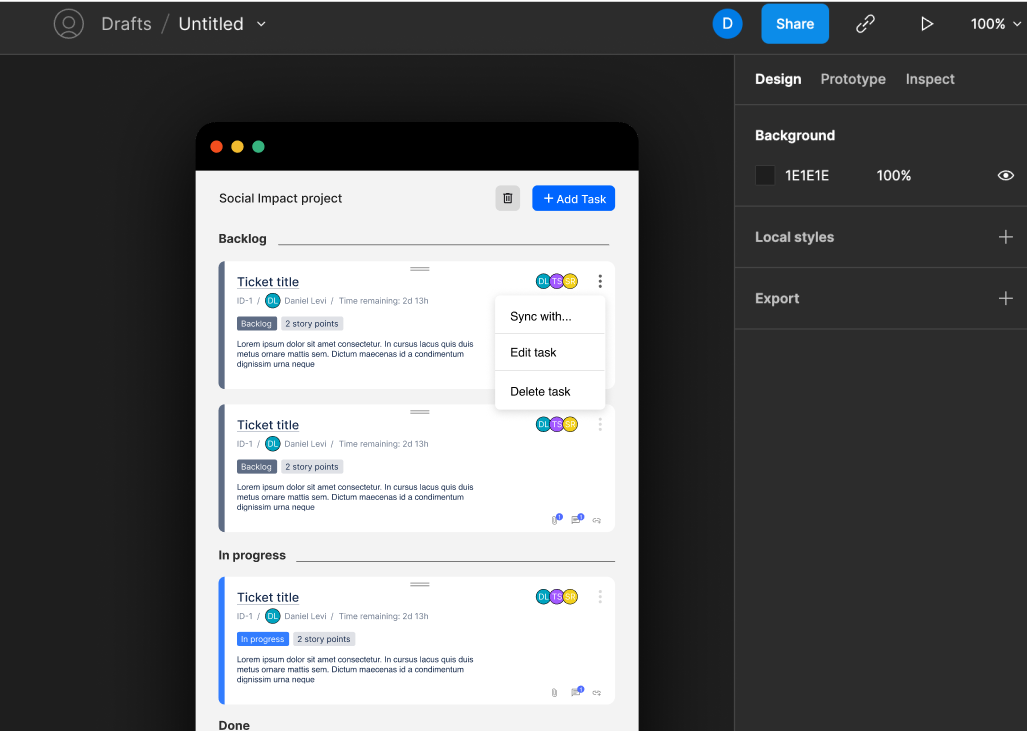 Drafts / Untitled
D
Share
100%
Design Prototype Inspect
Background
1E1E1E 100%
Local styles
Export
Social Impact project
+ Add Task
Backlog
Ticket title
DL TS SR
ID-1 / DL Daniel Levi / Time remaining: 2d 13h
Backlog 2 story points
Lorem ipsum dolor sit amet consectetur. In cursus lacus quis duis
metus ornare mattis sem. Dictum maecenas id a condimentum
dignissim urna neque
Sync with...
Edit task
Delete task
Ticket title
DL TS SR
ID-1 / DL Daniel Levi / Time remaining: 2d 13h
Backlog 2 story points
Lorem ipsum dolor sit amet consectetur. In cursus lacus quis duis
metus ornare mattis sem. Dictum maecenas id a condimentum
dignissim urna neque
1 1
In progress
Ticket title
DL TS SR
ID-1 / DL Daniel Levi / Time remaining: 2d 13h
In progress 2 story points
Lorem ipsum dolor sit amet consectetur. In cursus lacus quis duis
metus ornare mattis sem. Dictum maecenas id a condimentum
dignissim urna neque
1
Done